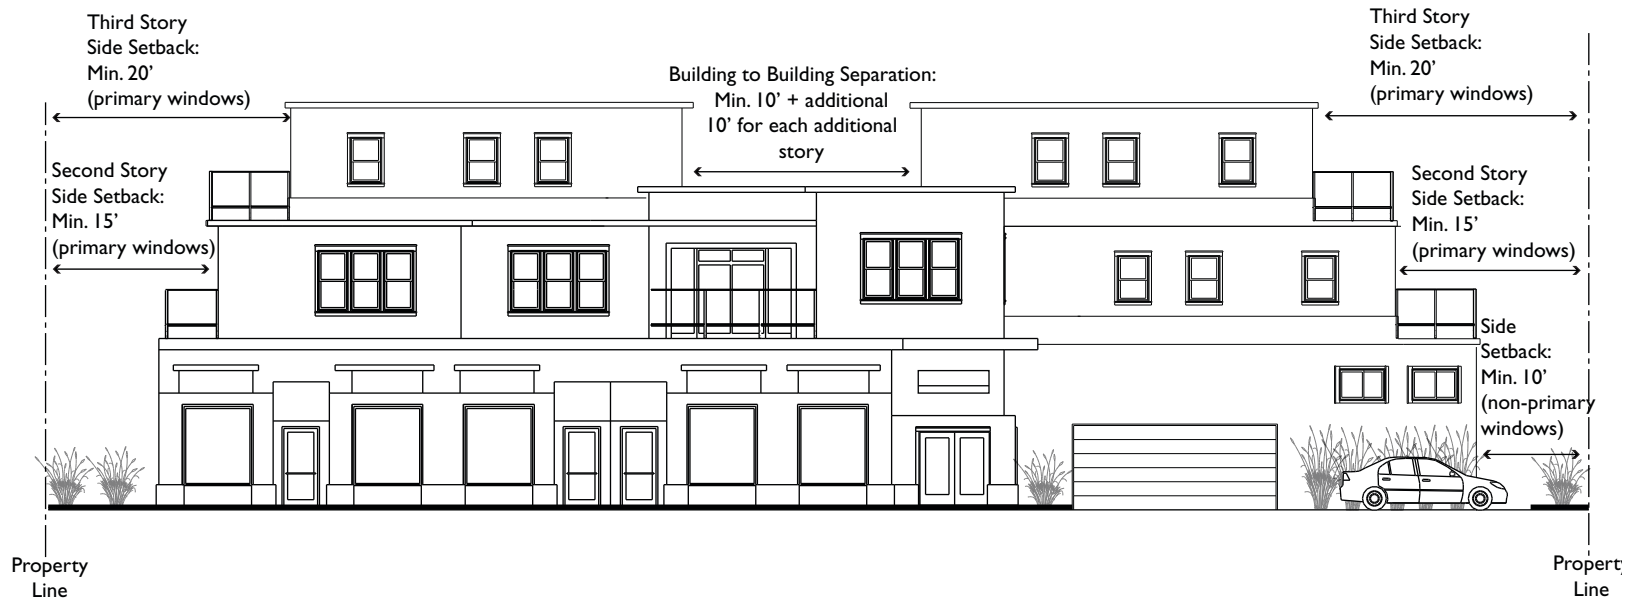 Third Story
Side Setback:
Min. 20’
(primary windows)
Building to Building Separation:
Min. 10’ + additional
10’ for each additional
story
Third Story
Side Setback:
Min. 20’
(primary windows)
Second Story
Side Setback:
Min. 15’
(primary windows)
Second Story
Side Setback:
Min. 15’
(primary windows)
Side
Setback:
Min. 10’
(non-primary
windows)
Property
Line
Property
Line